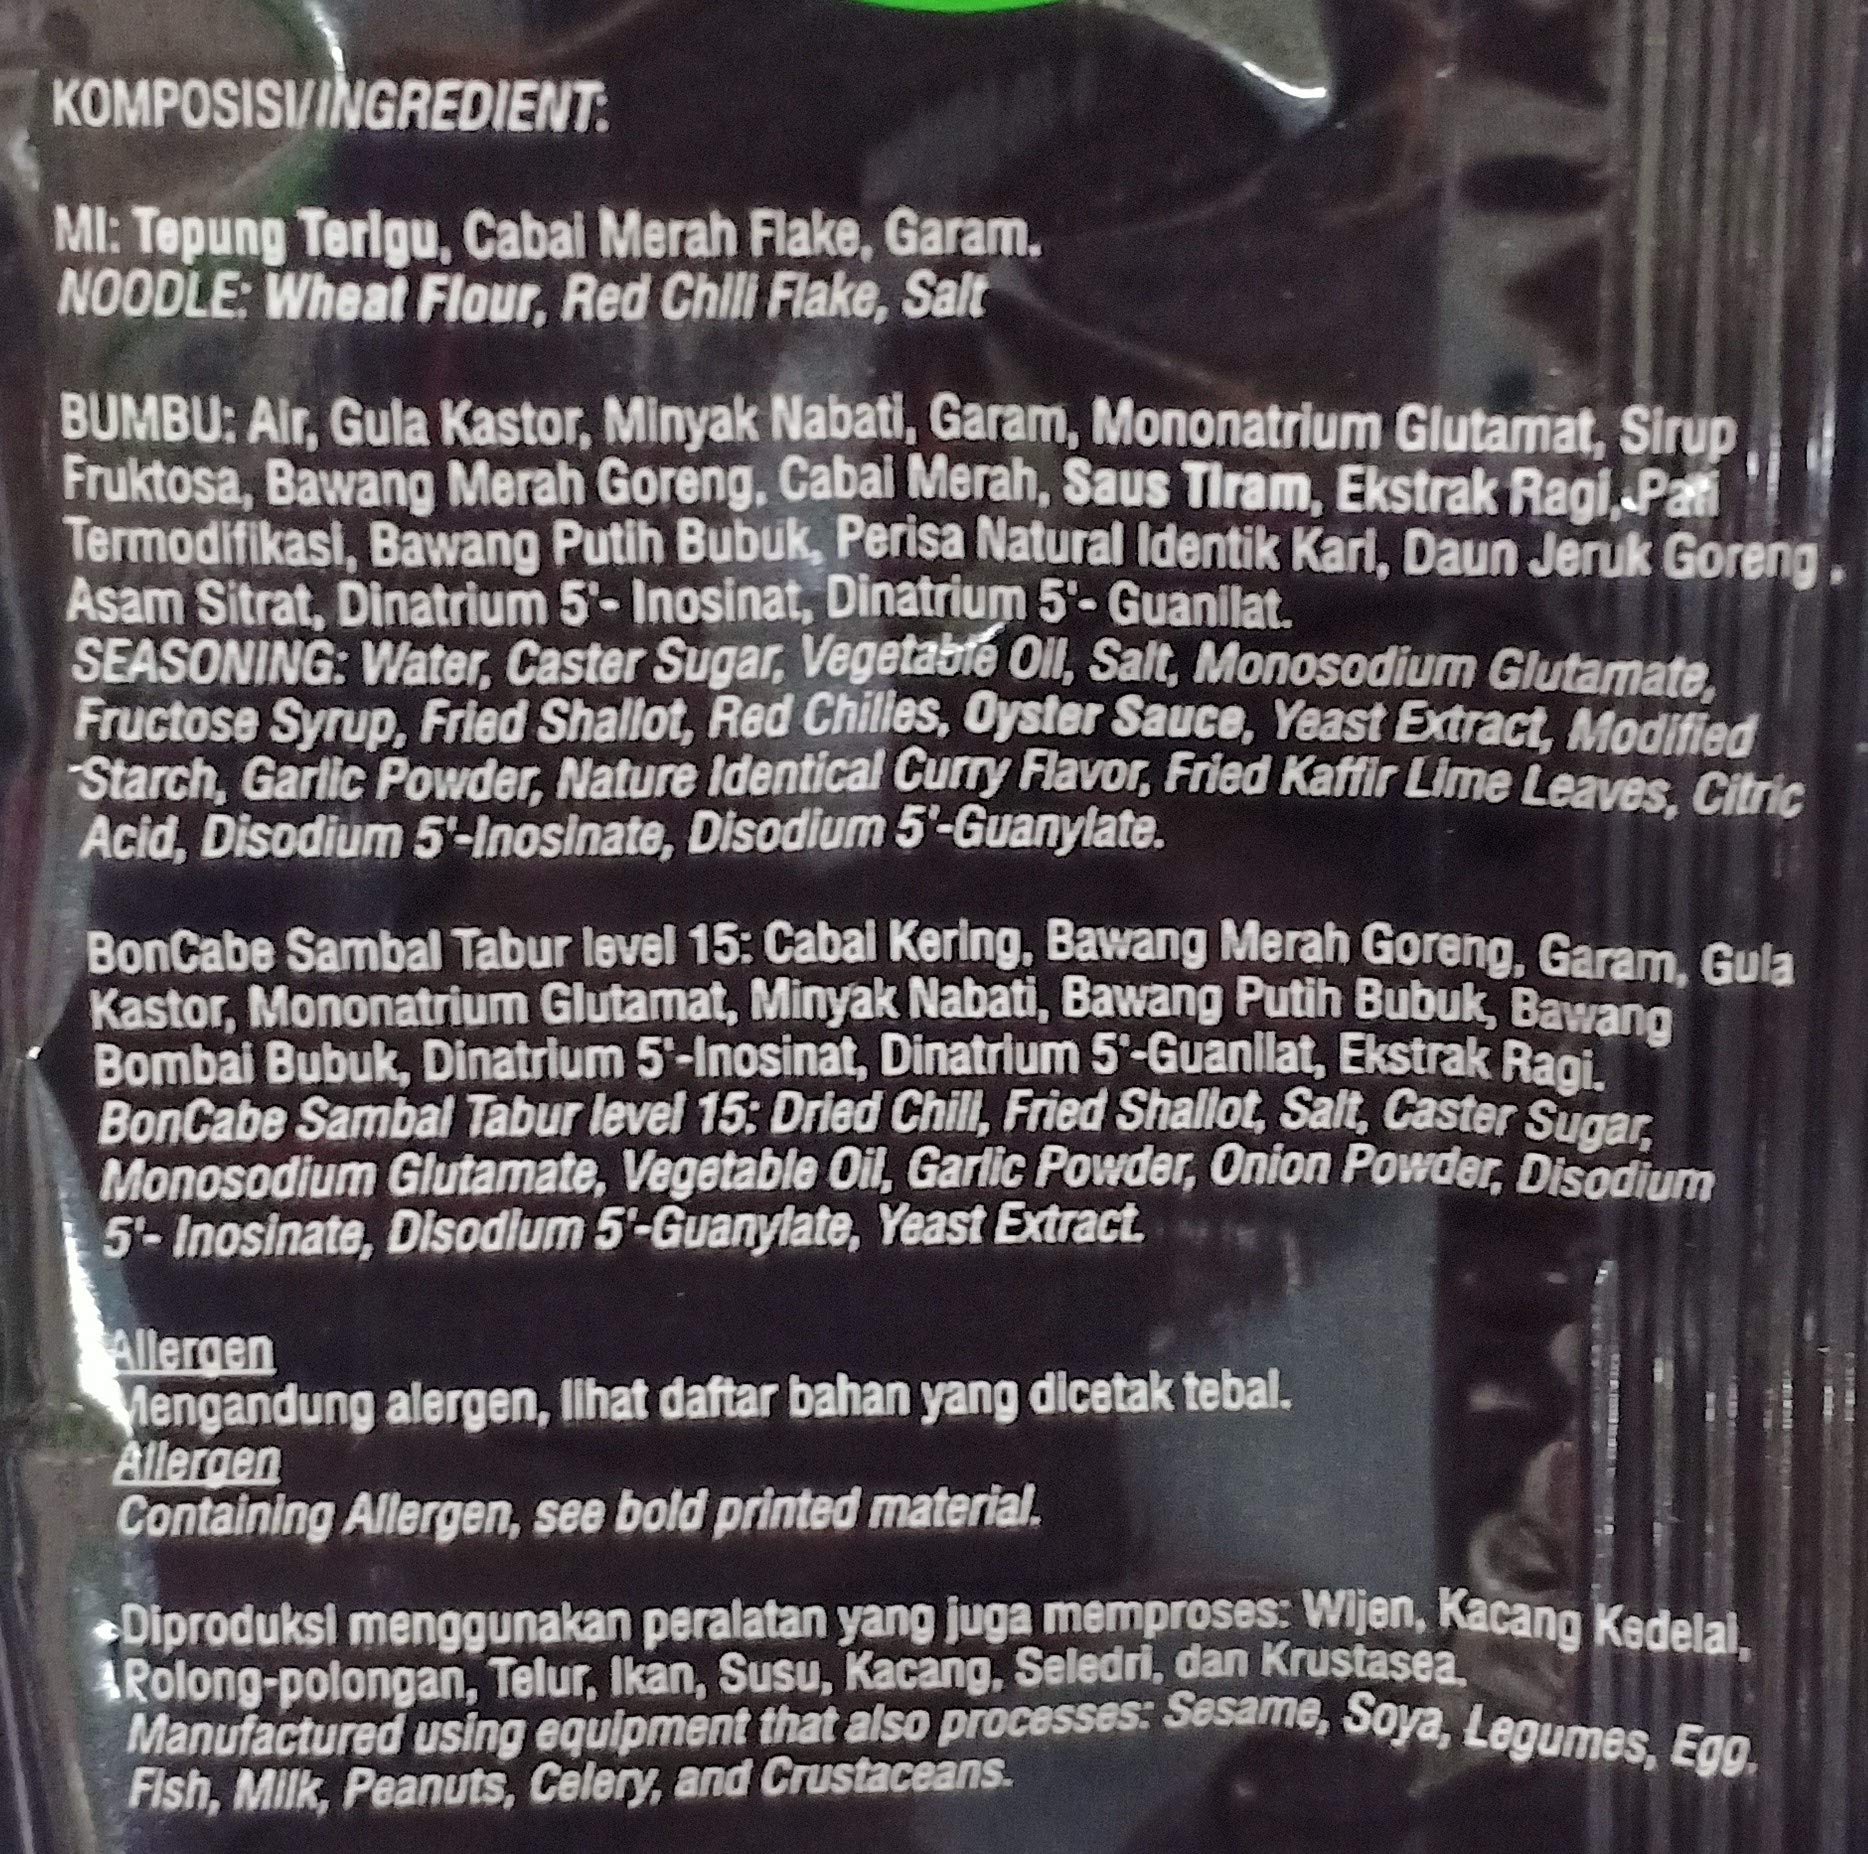 KOMPOSISI/INGREDIENT:
MI: Tepung Terigu, Cabai Merah Flake, Garam.
NOODLE: Wheat Flour, Red Chili Flake, Salt
BUMBU: Air, Gula Kastor, Minyak Nabati, Garam, Mononatrium Glutamat, Sirup
Fruktosa, Bawang Merah Goreng, Cabai Merah, Saus Tiram, Ekstrak Ragi, Pati
Termodifikasi, Bawang Putih Bubuk, Perisa Natural Identik Kari, Daun Jeruk Goreng ,
Asam Sitrat, Dinatrium 5'- Inosinat, Dinatrium 5'- Guanilat.
SEASONING: Water, Caster Sugar, Vegetable Oil, Salt, Monosodium Glutamate,
Fructose Syrup, Fried Shallot, Red Chilies, Oyster Sauce, Yeast Extract, Modified
Starch, Garlic Powder, Nature Identical Curry Flavor, Fried Kaffir Lime Leaves, Citric
Acid, Disodium 5'-Inosinate, Disodium 5'-Guanylate.
BonCabe Sambal Tabur level 15: Cabai Kering, Bawang Merah Goreng, Garam, Gula
Kastor, Mononatrium Glutamat, Minyak Nabati, Bawang Putih Bubuk, Bawang
Bombai Bubuk, Dinatrium 5'-Inosinat, Dinatrium 5'-Guanilat, Ekstrak Ragi.
BonCabe Sambal Tabur level 15: Dried Chili, Fried Shallot, Salt, Caster Sugar,
Monosodium Glutamate, Vegetable Oil, Garlic Powder, Onion Powder, Disodium
5'- Inosinate, Disodium 5'-Guanylate, Yeast Extract.
Allergen
Mengandung alergen, lihat daftar bahan yang dicetak tebal.
Allergen
Containing Allergen, see bold printed material.
Diproduksi menggunakan peralatan yang juga memproses: Wijen, Kacang Kedelai,
Polong-polongan, Telur, Ikan, Susu, Kacang, Seledri, dan Krustasea.
Manufactured using equipment that also processes: Sesame, Soya, Legumes, Egg,
Fish, Milk, Peanuts, Celery, and Crustaceans.